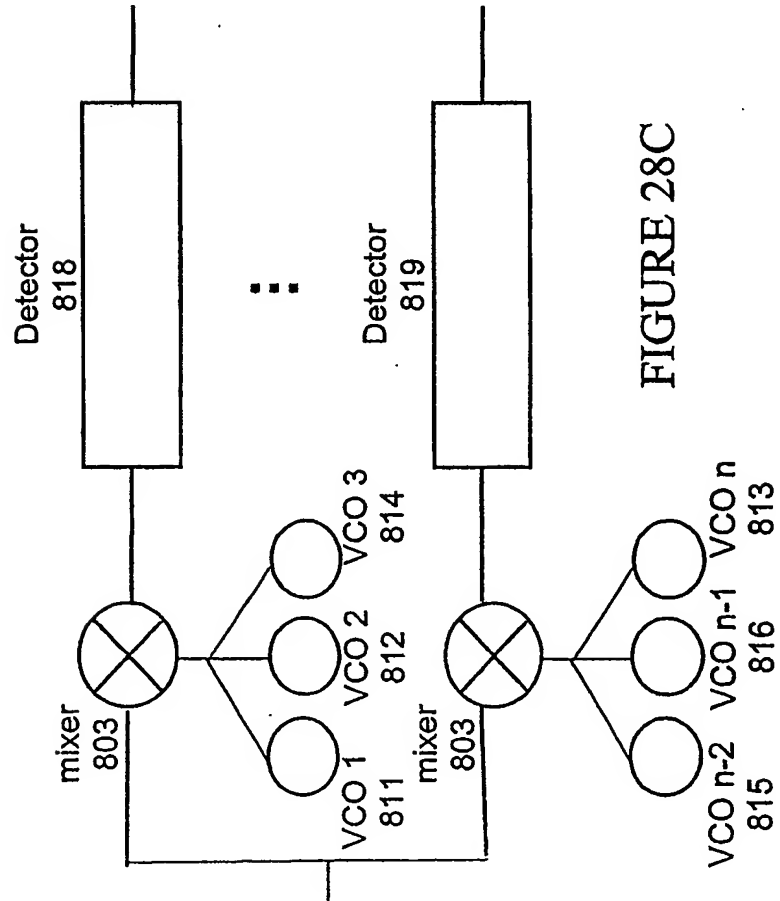 Detector
818
mixer
803
VCO 1
811
VCO 2
812
VCO 3
814
Detector
819
mixer
803
VCO n-2
815
VCO n-1
816
VCO n
813
FIGURE 28C